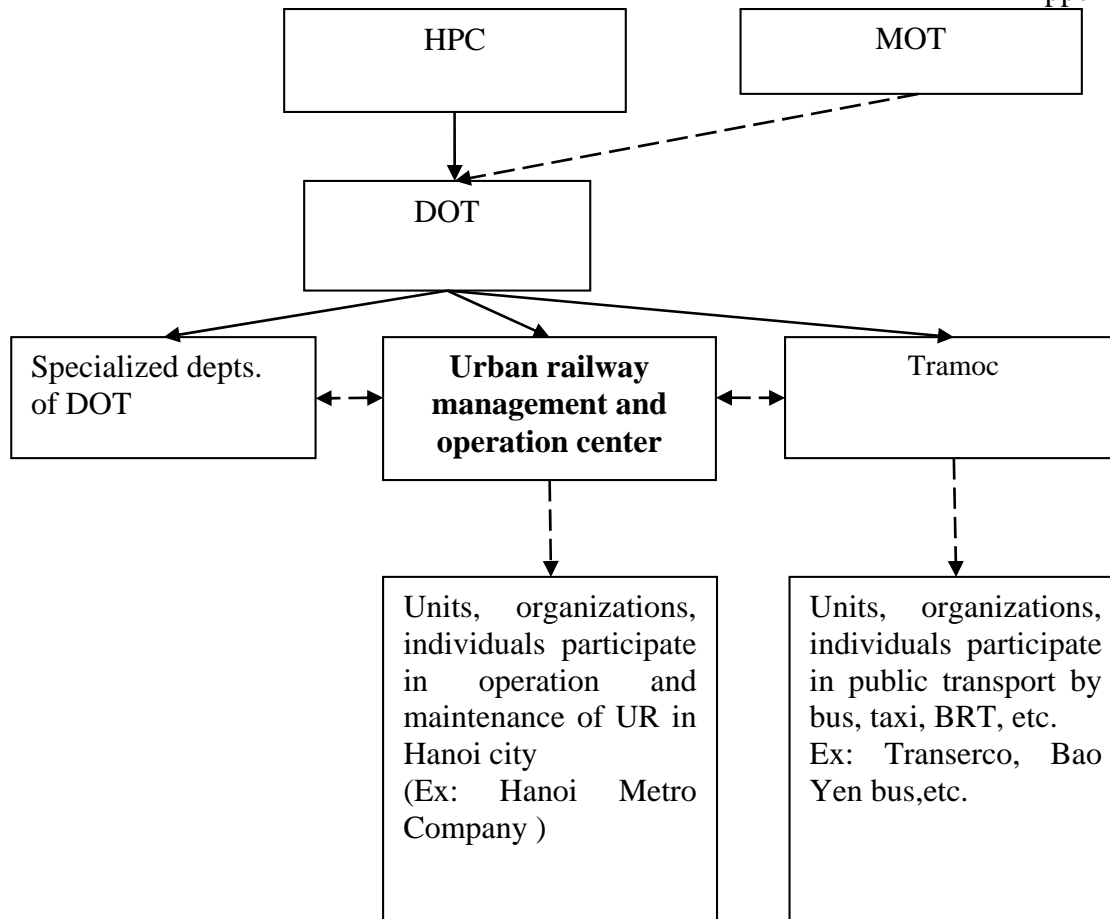 HPC
MOT
DOT
Specialized depts.
of DOT
Urban railway
management and
operation center
Tramoc
Units, organizations,
individuals participate
in operation and
maintenance of UR in
Hanoi city
(Ex: Hanoi Metro
Company )
Units, organizations,
individuals participate
in public transport by
bus, taxi, BRT, etc.
Ex: Transerco, Bao
Yen bus,etc.